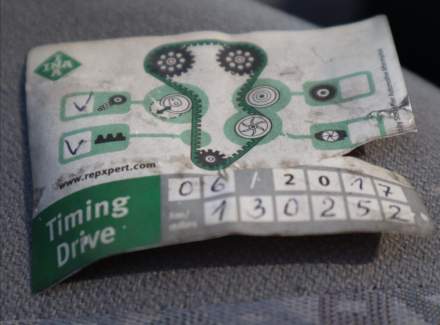 INA
www.repxpert.com
06/2017
Timing Drive
130252